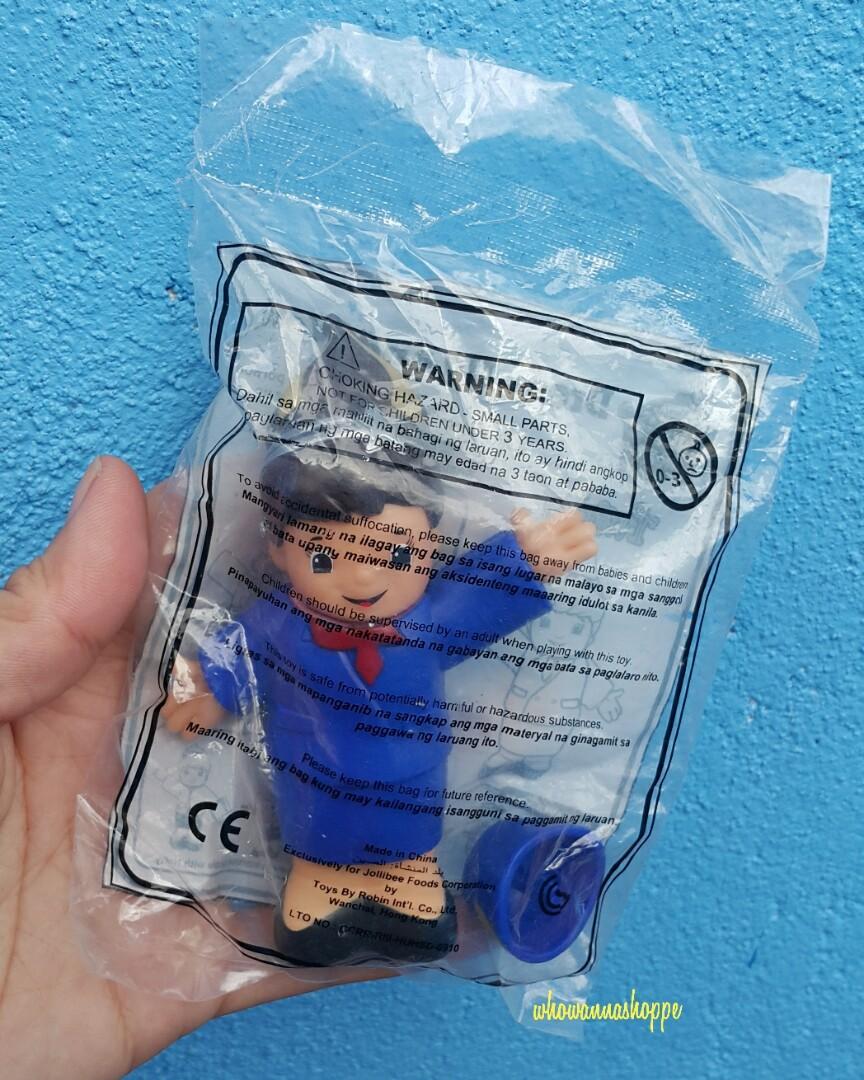 WARNING:
CHOKING HAZARD - SMALL PARTS,
NOT FOR CHILDREN UNDER 3 YEARS.
Dahil sa mga maliliit na bahagi ng laruan, ito ay hindi angkop
paglaruan ng mga batang may edad na 3 taon at pababa.
0-3
To avoid accidental suffocation, please keep this bag away from babies and children
Mangyari lamang na ilagay ang bag sa isang lugar na malayo sa mga sanggol
at bata upang maiwasan ang aksidenteng maaaring idulot sa kanila.
Children should be supervised by an adult when playing with this toy.
Pinapayuhan ang mga nakatatanda na gabayan ang mga bata sa paglalaro nito.
This toy is safe from potentially harmful or hazardous substances.
Ligtas sa mga mapanganib na sangkap ang mga materyal na ginagamit sa
paggawa ng laruang ito.
Please keep this bag for future reference.
Maaring itabi ang bag kung may kailangang isangguni sa paggamit ng laruan
CE
Made in China
بلد المنشأ: الصين
Exclusively for Jollibee Foods Corporation
by
Toys By Robin Int'l. Co., Ltd.
Wanchai, Hong Kong
LTO NO.
whowannashoppe